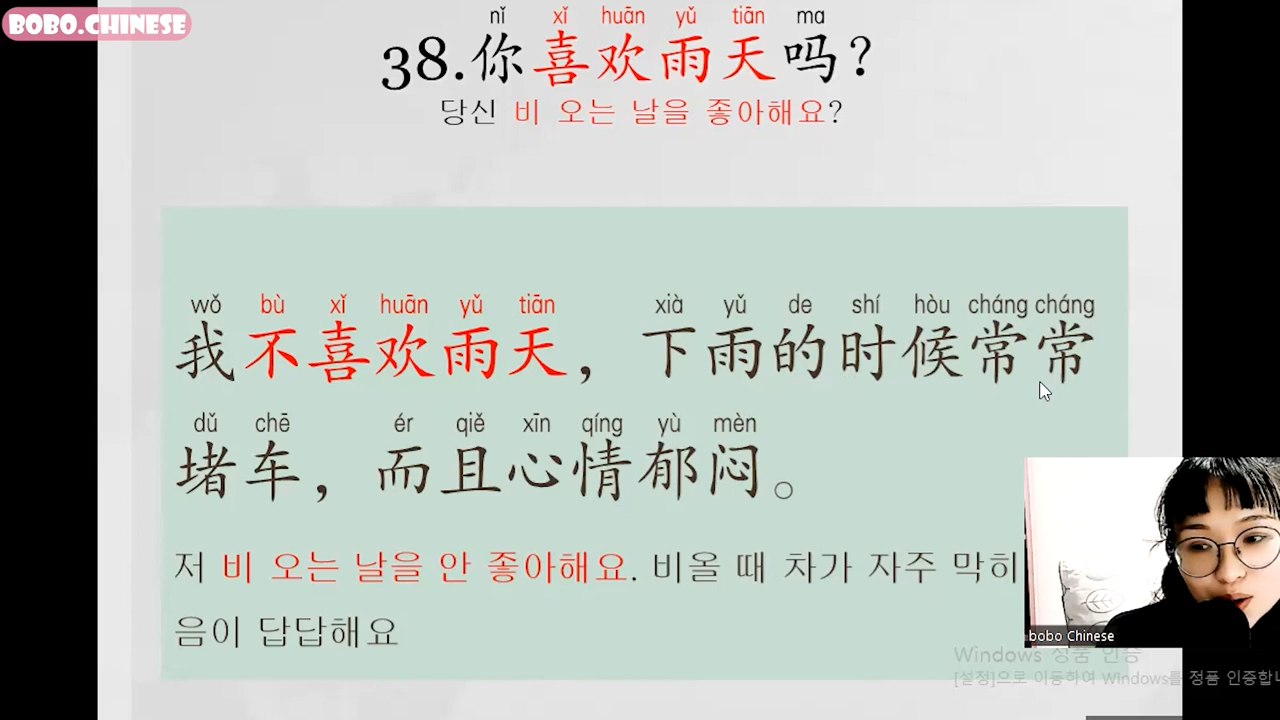 BOBO.CHINESE
nǐ xǐ huān yǔ tiān ma
38.你喜欢雨天吗?
당신 비 오는 날을 좋아해요?
wǒ bù xǐ huān yǔ tiān xià yǔ de shí hòu cháng cháng
我不喜欢雨天，下雨的时候常常
dǔ chē ér qiě xīn qíng yù mèn
堵车，而且心情郁闷。
저 비 오는 날을 안 좋아해요. 비올 때 차가 자주 막히
음이 답답해요
bobo Chinese
Windows 정품 인증
[설정]으로 이동하여 Windows를 정품 인증합니